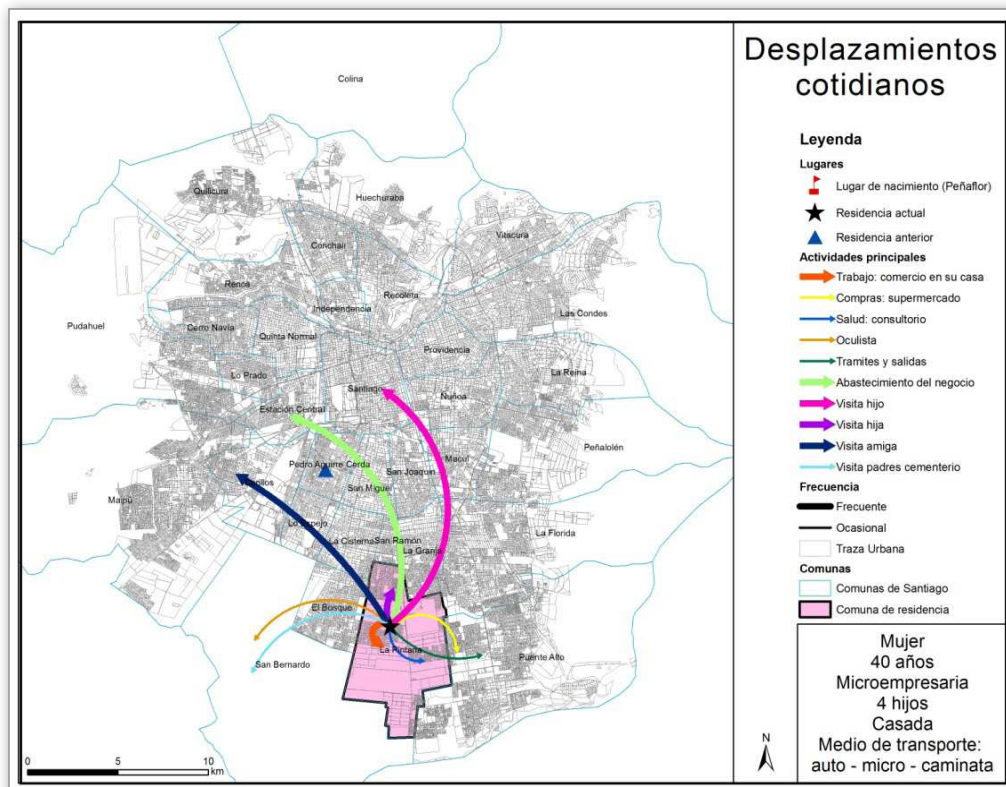 Desplazamientos
cotidianos
Leyenda
Lugares
Lugar de nacimiento (Peñaflor)
Residencia actual
Residencia anterior
Actividades principales
Trabajo: comercio en su casa
Compras: supermercado
Salud: consultorio
Oculista
Tramites y salidas
Abastecimiento del negocio
Visita hijo
Visita hija
Visita amiga
Visita padres cementerio
Frecuencia
Frecuente
Ocasional
Traza Urbana
Comunas
Comunas de Santiago
Comuna de residencia
Mujer
40 años
Microempresaria
4 hijos
Casada
Medio de transporte:
auto - micro - caminata
N
Colina
Quilicura
Huechuraba
Conchalí
Vitacura
Renca
Recoleta
Independencia
Las Condes
Pudahuel
Cerro Navia
Quinta Normal
Providencia
Lo Prado
La Reina
Santiago
Ñuñoa
Estación Central
Peñalolén
Macul
Pedro Aguirre Cerda
San Joaquin
San Miguel
Maipú
Lo Espejo
La Florida
La Cisterna
San Ramón
La Granja
El Bosque
La Pintana
Puente Alto
San Bernardo
0 5 10
km